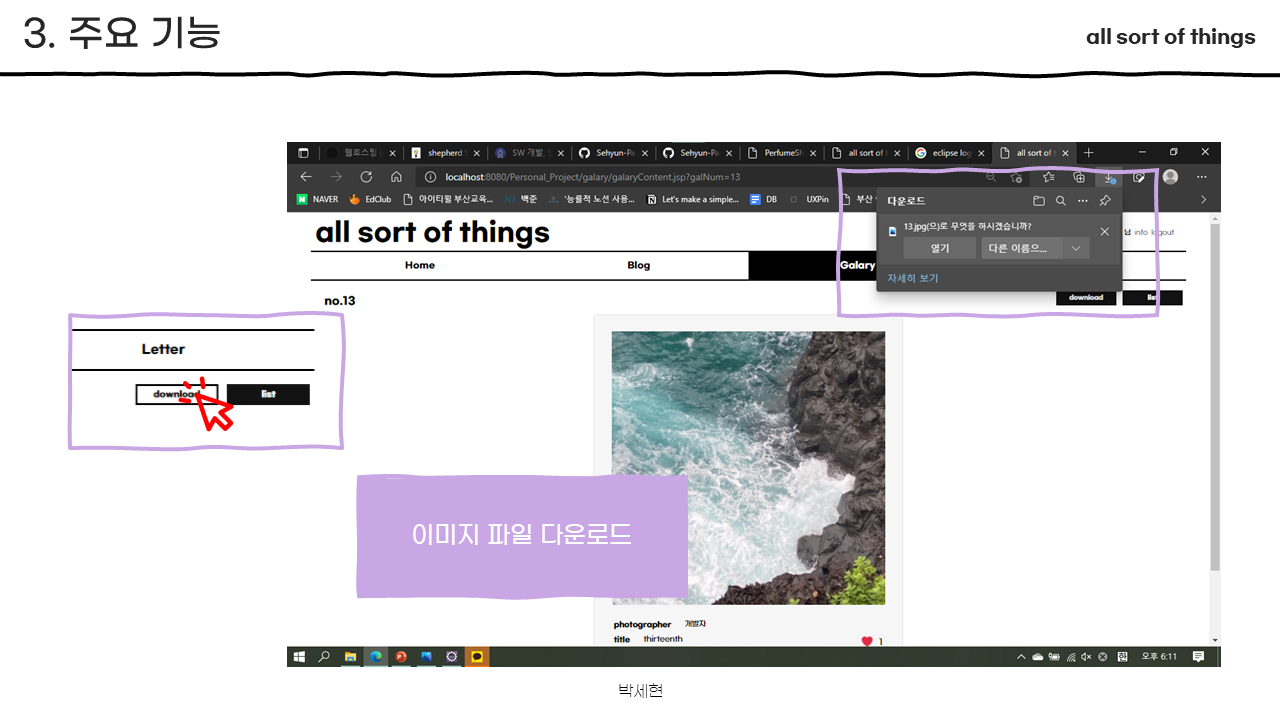 3. 주요 기능
all sort of things
shepherd
SW 개발,
Sehyun-Pa
Sehyun-Pa
all sort of
eclipse log
all sort of
localhost:8080/Personal_Project/galary/galaryContent.jsp?galNum=13
NAVER
EdClub
아이티윌 부산교육...
백준
'능률적 노선 사용...
Let's make a simple...
DB
UXPin
부산
다운로드
13.jpg(으)로 무엇을 하시겠습니까?
열기
다른 이름으...
자세히 보기
all sort of things
님 info logout
Home
Blog
Galary
no.13
download
list
Letter
download
list
이미지 파일 다운로드
photographer 개발자
title thirteenth
1
오후 6:11
박세현